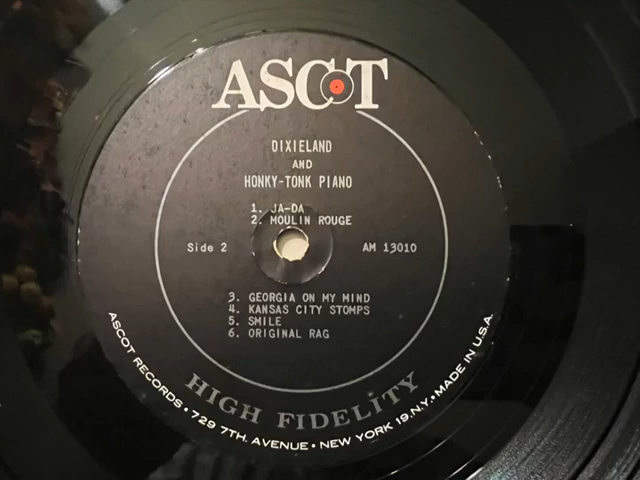 ASCOT
DIXIELAND
AND
HONKY-TONK PIANO
1. JA-DA
2. MOULIN ROUGE
Side 2
AM 13010
3. GEORGIA ON MY MIND
4. KANSAS CITY STOMPS
5. SMILE
6. ORIGINAL RAG
HIGH FIDELITY
ASCOT RECORDS • 729 7TH. AVENUE • NEW YORK 19, N.Y. • MADE IN U.S.A.